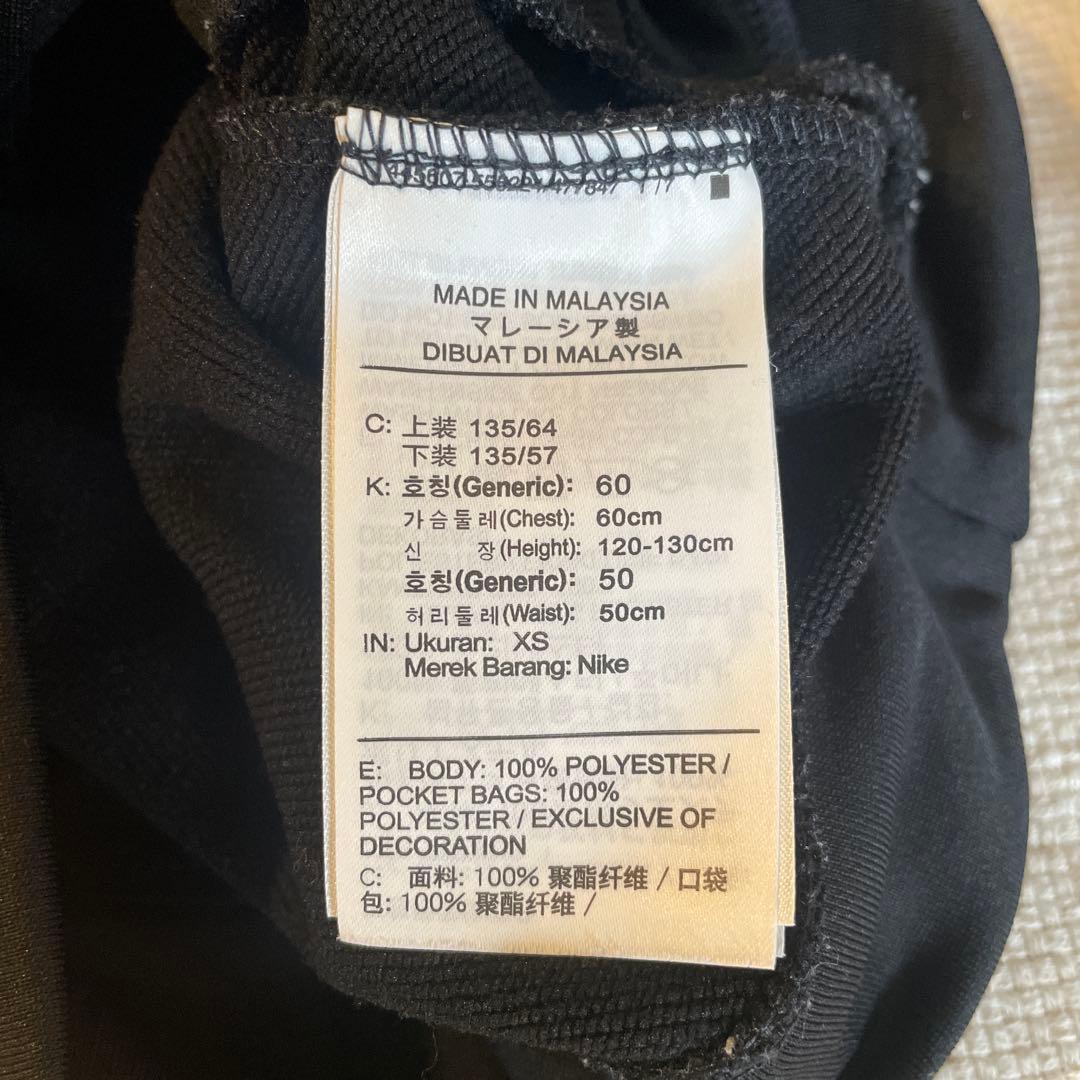 MADE IN MALAYSIA
マレーシア製
DIBUAT DI MALAYSIA
C: 上装 135/64
下装 135/57
K: 호칭(Generic): 60
가슴둘레(Chest): 60cm
신 장(Height): 120-130cm
호칭(Generic): 50
허리둘레(Waist): 50cm
IN: Ukuran: XS
Merek Barang: Nike
E: BODY: 100% POLYESTER /
POCKET BAGS: 100%
POLYESTER / EXCLUSIVE OF
DECORATION
C: 面料: 100% 聚酯纤维 / 口袋
包: 100% 聚酯纤维 /